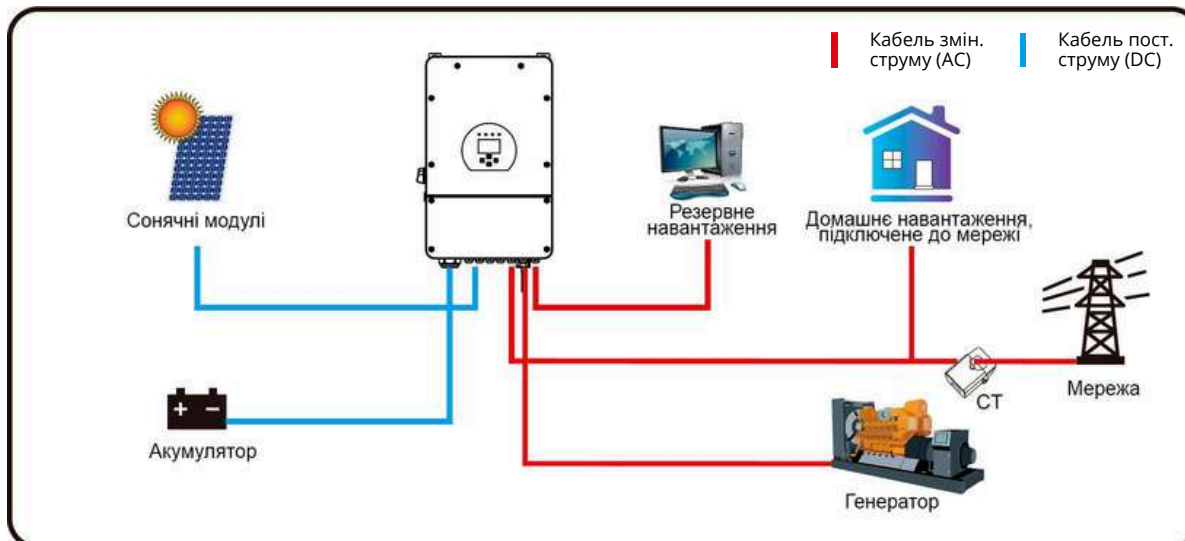 Кабель змін.
струму (AC)
Кабель пост.
струму (DC)
Сонячні модулі
Резервне
навантаження
Домашнє навантаження,
підключене до мережі
CT
Мережа
Акумулятор
Генератор